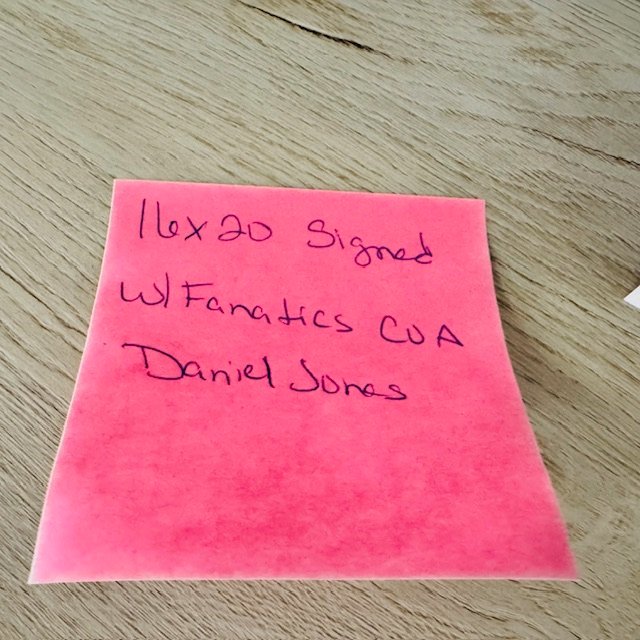 16x20 Signed
w/ Fanatics COA
Daniel Jones